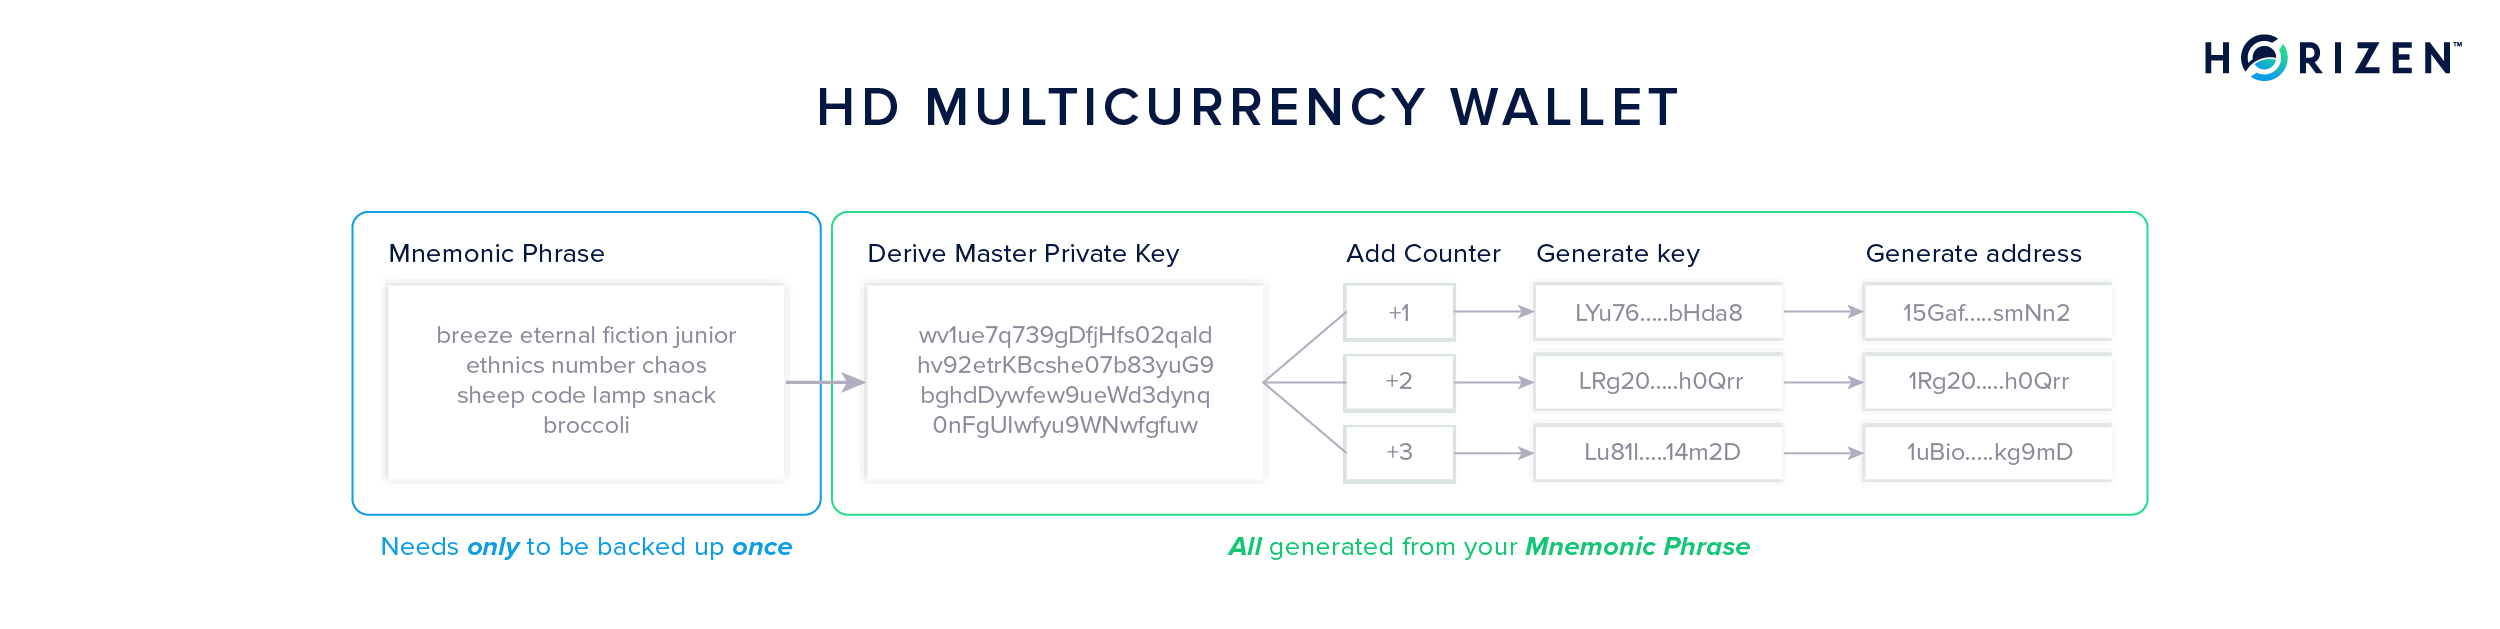 HORIZEN™
HD MULTICURRENCY WALLET
Mnemonic Phrase
breeze eternal fiction junior
ethnics number chaos
sheep code lamp snack
broccoli
Needs only to be backed up once
Derive Master Private Key
wv1ue7q739gDfjHfs02qald
hv92etrKBcshe07b83yuG9
bghdDywfew9ueWd3dynq
0nFgUIwfyu9WNwfgfuw
Add Counter
+1
+2
+3
Generate key
LYu76.....bHda8
LRg20.....h0Qrr
Lu81l.....14m2D
Generate address
15Gaf.....smNn2
1Rg20.....h0Qrr
1uBio.....kg9mD
All generated from your Mnemonic Phrase